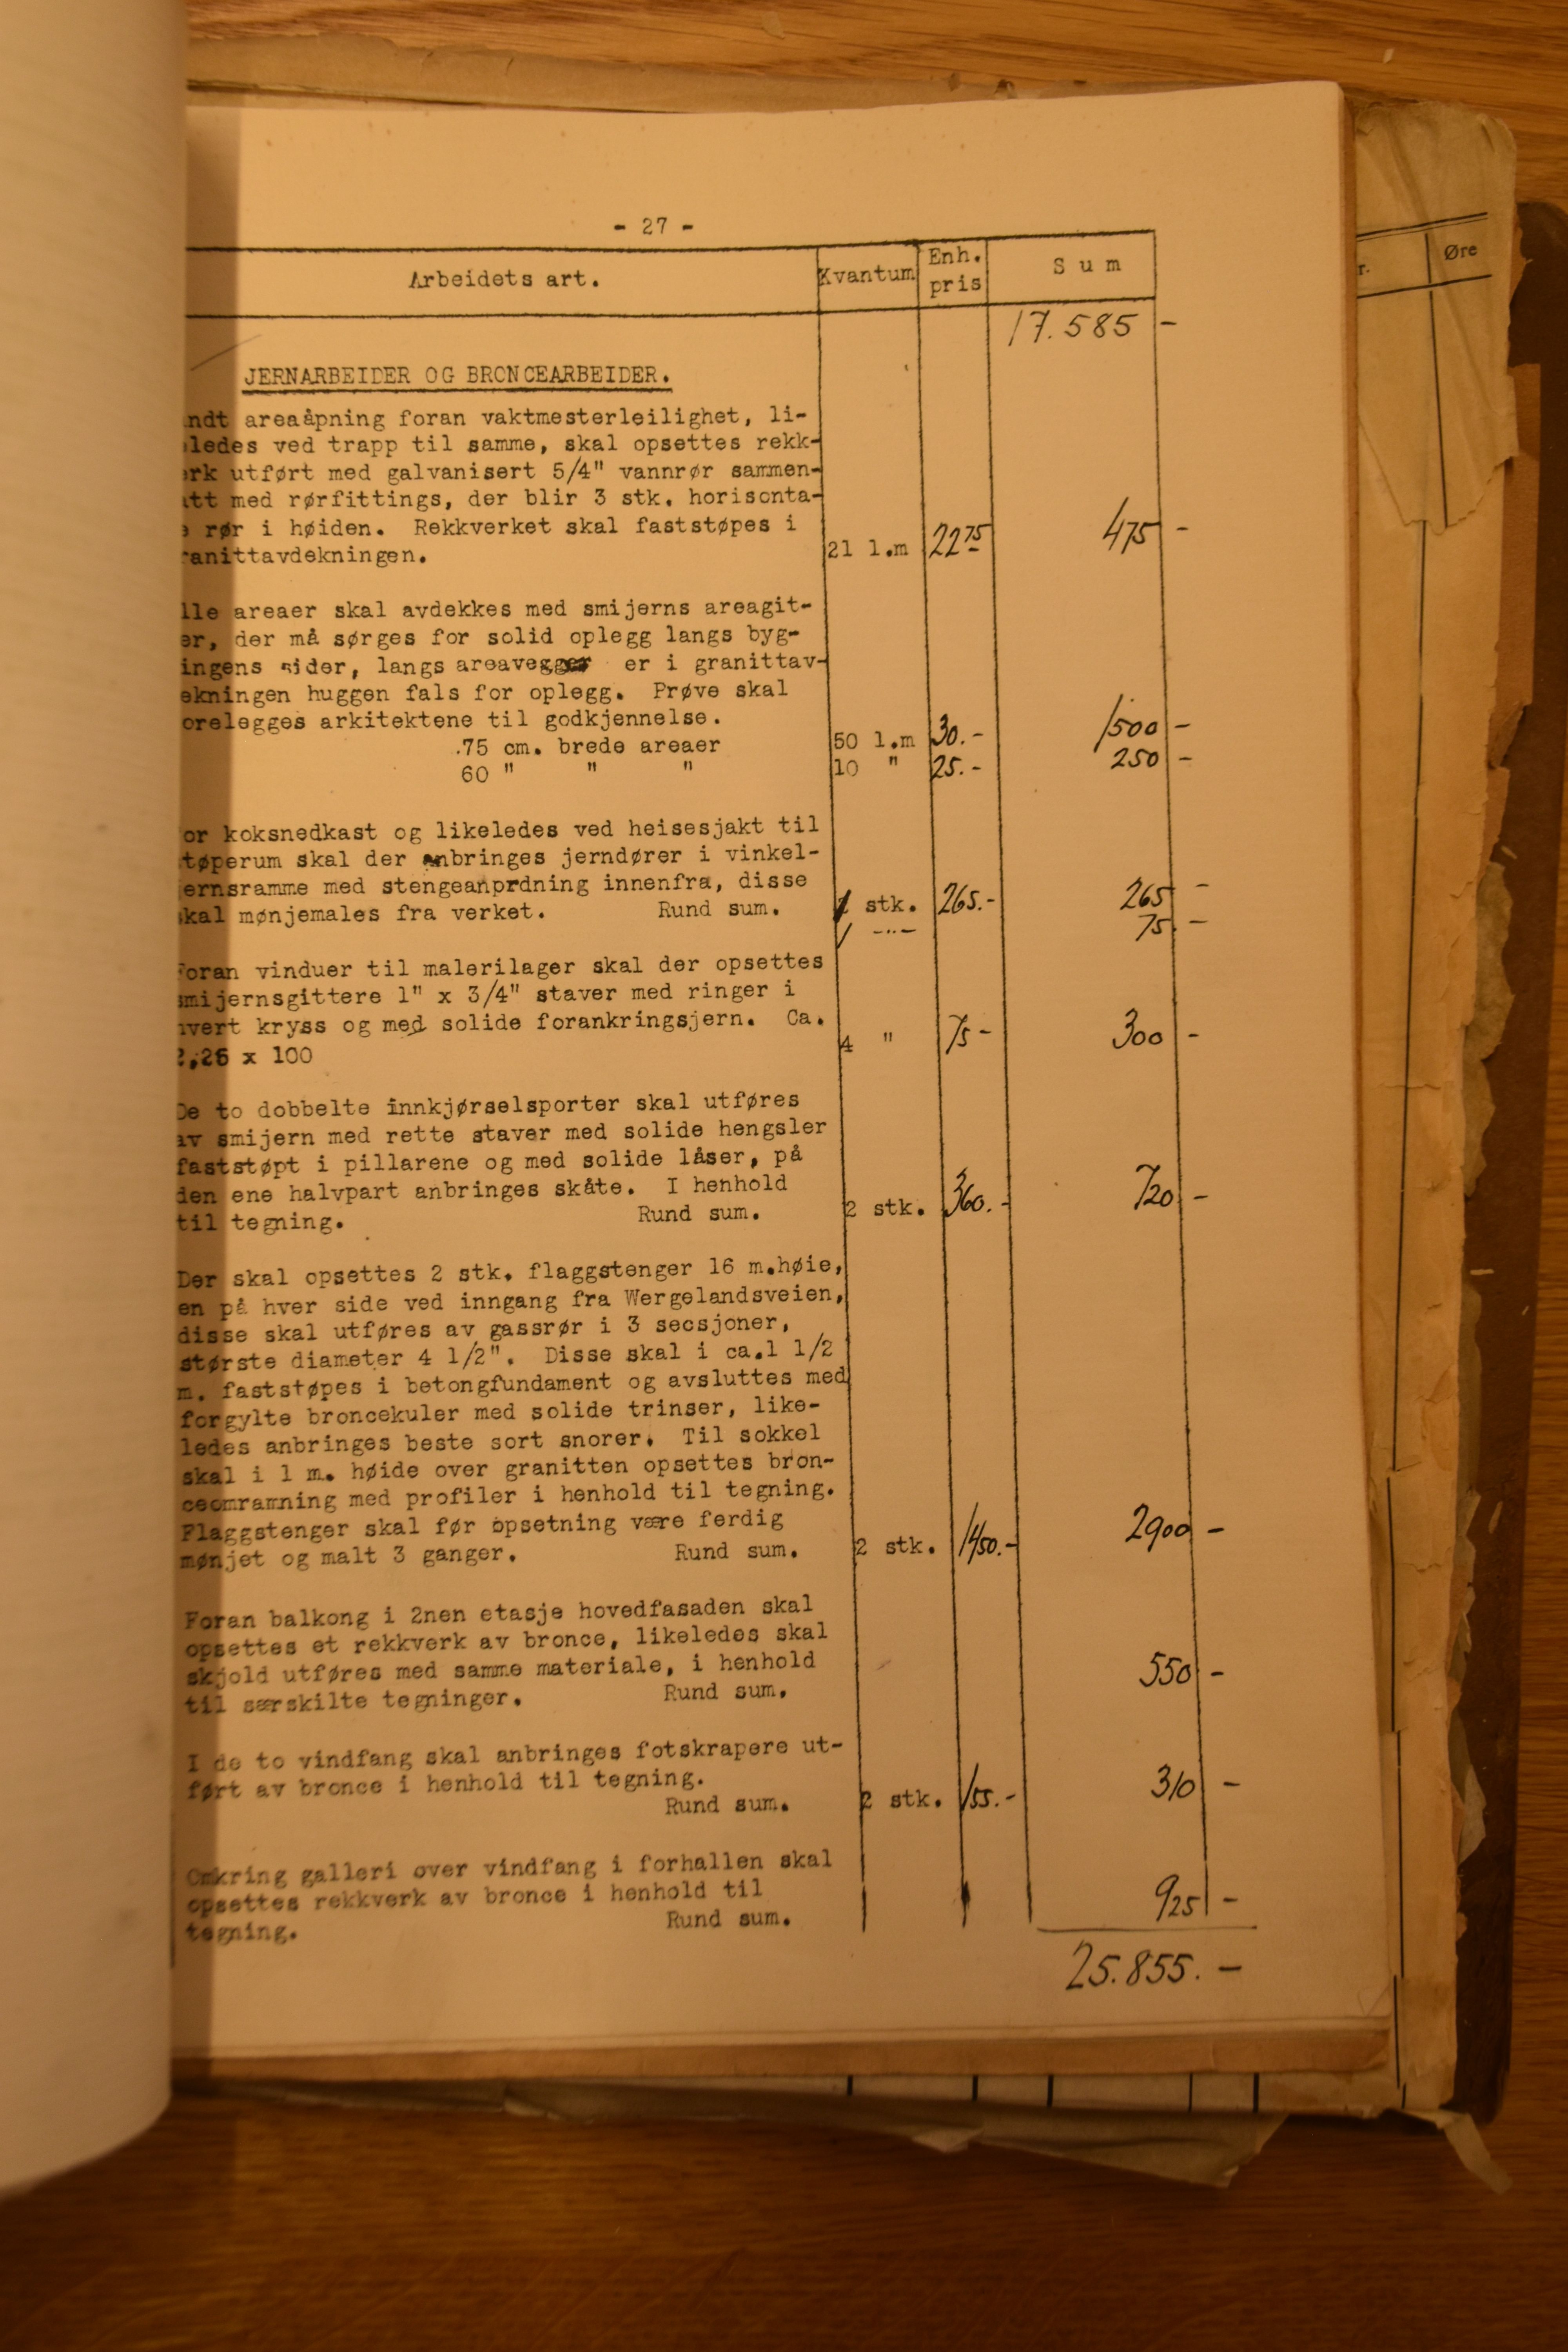 - 27 -
Arbeidets art. Kvantum Enh. pris Sum
r. Øre
17.585 -
JERNARBEIDER OG BRONCEARBEIDER.
ndt areaåpning foran vaktmesterleilighet, li-
ledes ved trapp til samme, skal opsettes rekk-
rk utført med galvanisert 5/4" vannrør sammen-
tt med rørfittings, der blir 3 stk. horisonta-
rør i høiden. Rekkverket skal faststøpes i
ranittavdekningen. 21 l.m 22 75 475 -
lle areaer skal avdekkes med smijerns areagit-
er, der må sørges for solid oplegg langs byg-
ingens sider, langs areavegger er i granittav-
ekningen huggen fals for oplegg. Prøve skal
orelegges arkitektene til godkjennelse.
.75 cm. brede areaer 50 l.m 30.- 1500 -
60 " " " 10 " 25.- 250 -
or koksnedkast og likeledes ved heisesjakt til
tøperum skal der anbringes jerndører i vinkel-
ernsramme med stengeanprdning innenfra, disse
kal mønjemales fra verket. Rund sum. 1 stk. 265.- 265 -
1 -"- 75. -
Foran vinduer til malerilager skal der opsettes
smijernsgittere 1" x 3/4" staver med ringer i
hvert kryss og med solide forankringsjern. Ca.
2,26 x 100 4 " 75 - 300 -
De to dobbelte innkjørselsporter skal utføres
av smijern med rette staver med solide hengsler
faststøpt i pillarene og med solide låser, på
den ene halvpart anbringes skåte. I henhold
til tegning. Rund sum. 2 stk. 360.- 720 -
Der skal opsettes 2 stk. flaggstenger 16 m.høie,
en på hver side ved inngang fra Wergelandsveien,
disse skal utføres av gassrør i 3 secsjoner,
største diameter 4 1/2". Disse skal i ca.1 1/2
m. faststøpes i betongfundament og avsluttes med
forgylte broncekuler med solide trinser, like-
ledes anbringes beste sort snorer. Til sokkel
skal i 1 m. høide over granitten opsettes bron-
ceomramning med profiler i henhold til tegning.
Flaggstenger skal før opsetning være ferdig
mønjet og malt 3 ganger. Rund sum. 2 stk. 1450.- 2900 -
Foran balkong i 2nen etasje hovedfasaden skal
opsettes et rekkverk av bronce, likeledes skal
skjold utføres med samme materiale, i henhold
til særskilte tegninger. Rund sum. 550 -
I de to vindfang skal anbringes fotskrapere ut-
ført av bronce i henhold til tegning.
Rund sum. 2 stk. 155.- 310 -
Omkring galleri over vindfang i forhallen skal
opsettes rekkverk av bronce i henhold til
tegning. Rund sum. 925 -
25.855. -